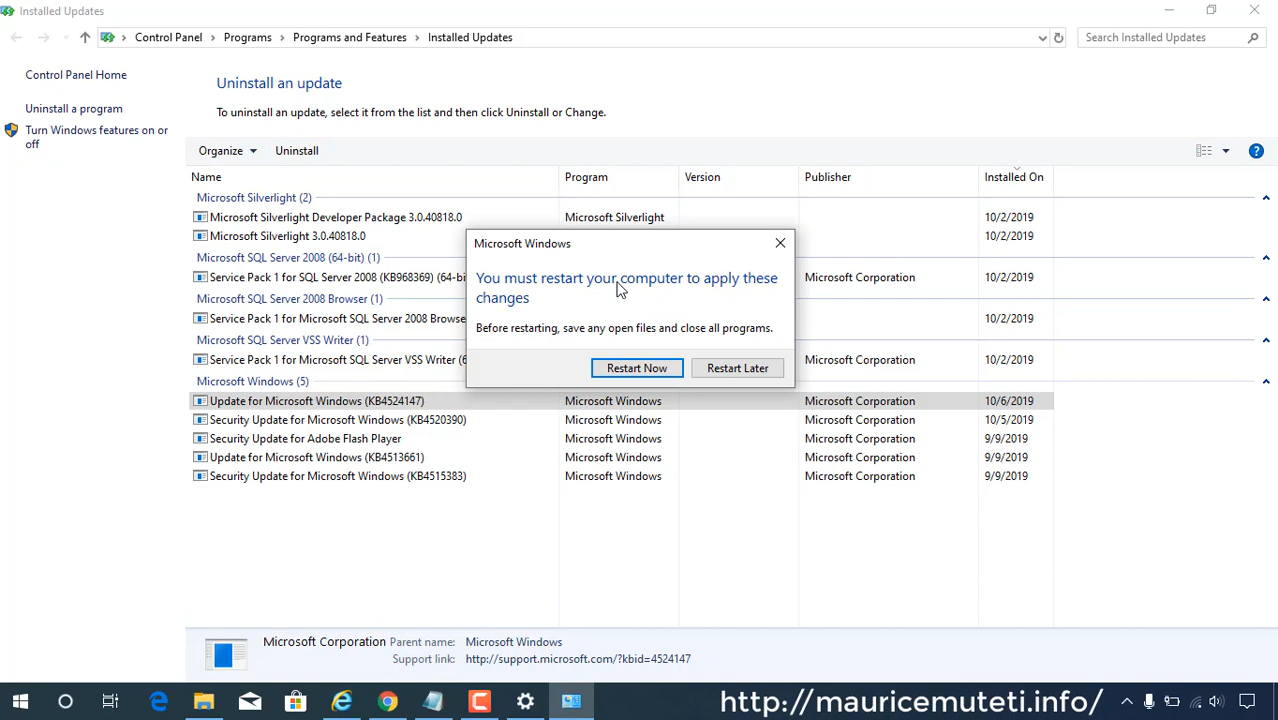 Installed Updates
Control Panel > Programs > Programs and Features > Installed Updates
Search Installed Updates
Control Panel Home
Uninstall a program
Turn Windows features on or
off
Uninstall an update
To uninstall an update, select it from the list and then click Uninstall or Change.
Organize Uninstall
Name Program Version Publisher Installed On
Microsoft Silverlight (2)
Microsoft Silverlight Developer Package 3.0.40818.0 Microsoft Silverlight 10/2/2019
Microsoft Silverlight 3.0.40818.0 10/2/2019
Microsoft SQL Server 2008 (64-bit) (1)
Service Pack 1 for SQL Server 2008 (KB968369) (64-bi Microsoft Corporation 10/2/2019
Microsoft SQL Server 2008 Browser (1)
Service Pack 1 for Microsoft SQL Server 2008 Browse 10/2/2019
Microsoft SQL Server VSS Writer (1)
Service Pack 1 for Microsoft SQL Server VSS Writer (6 Microsoft Corporation 10/2/2019
Microsoft Windows (5)
Update for Microsoft Windows (KB4524147) Microsoft Windows Microsoft Corporation 10/6/2019
Security Update for Microsoft Windows (KB4520390) Microsoft Windows Microsoft Corporation 10/5/2019
Security Update for Adobe Flash Player Microsoft Windows Microsoft Corporation 9/9/2019
Update for Microsoft Windows (KB4513661) Microsoft Windows Microsoft Corporation 9/9/2019
Security Update for Microsoft Windows (KB4515383) Microsoft Windows Microsoft Corporation 9/9/2019
Microsoft Windows
You must restart your computer to apply these
changes
Before restarting, save any open files and close all programs.
Restart Now Restart Later
Microsoft Corporation Parent name: Microsoft Windows
Support link: http://support.microsoft.com/?kbid=4524147
http://mauricemuteti.info/